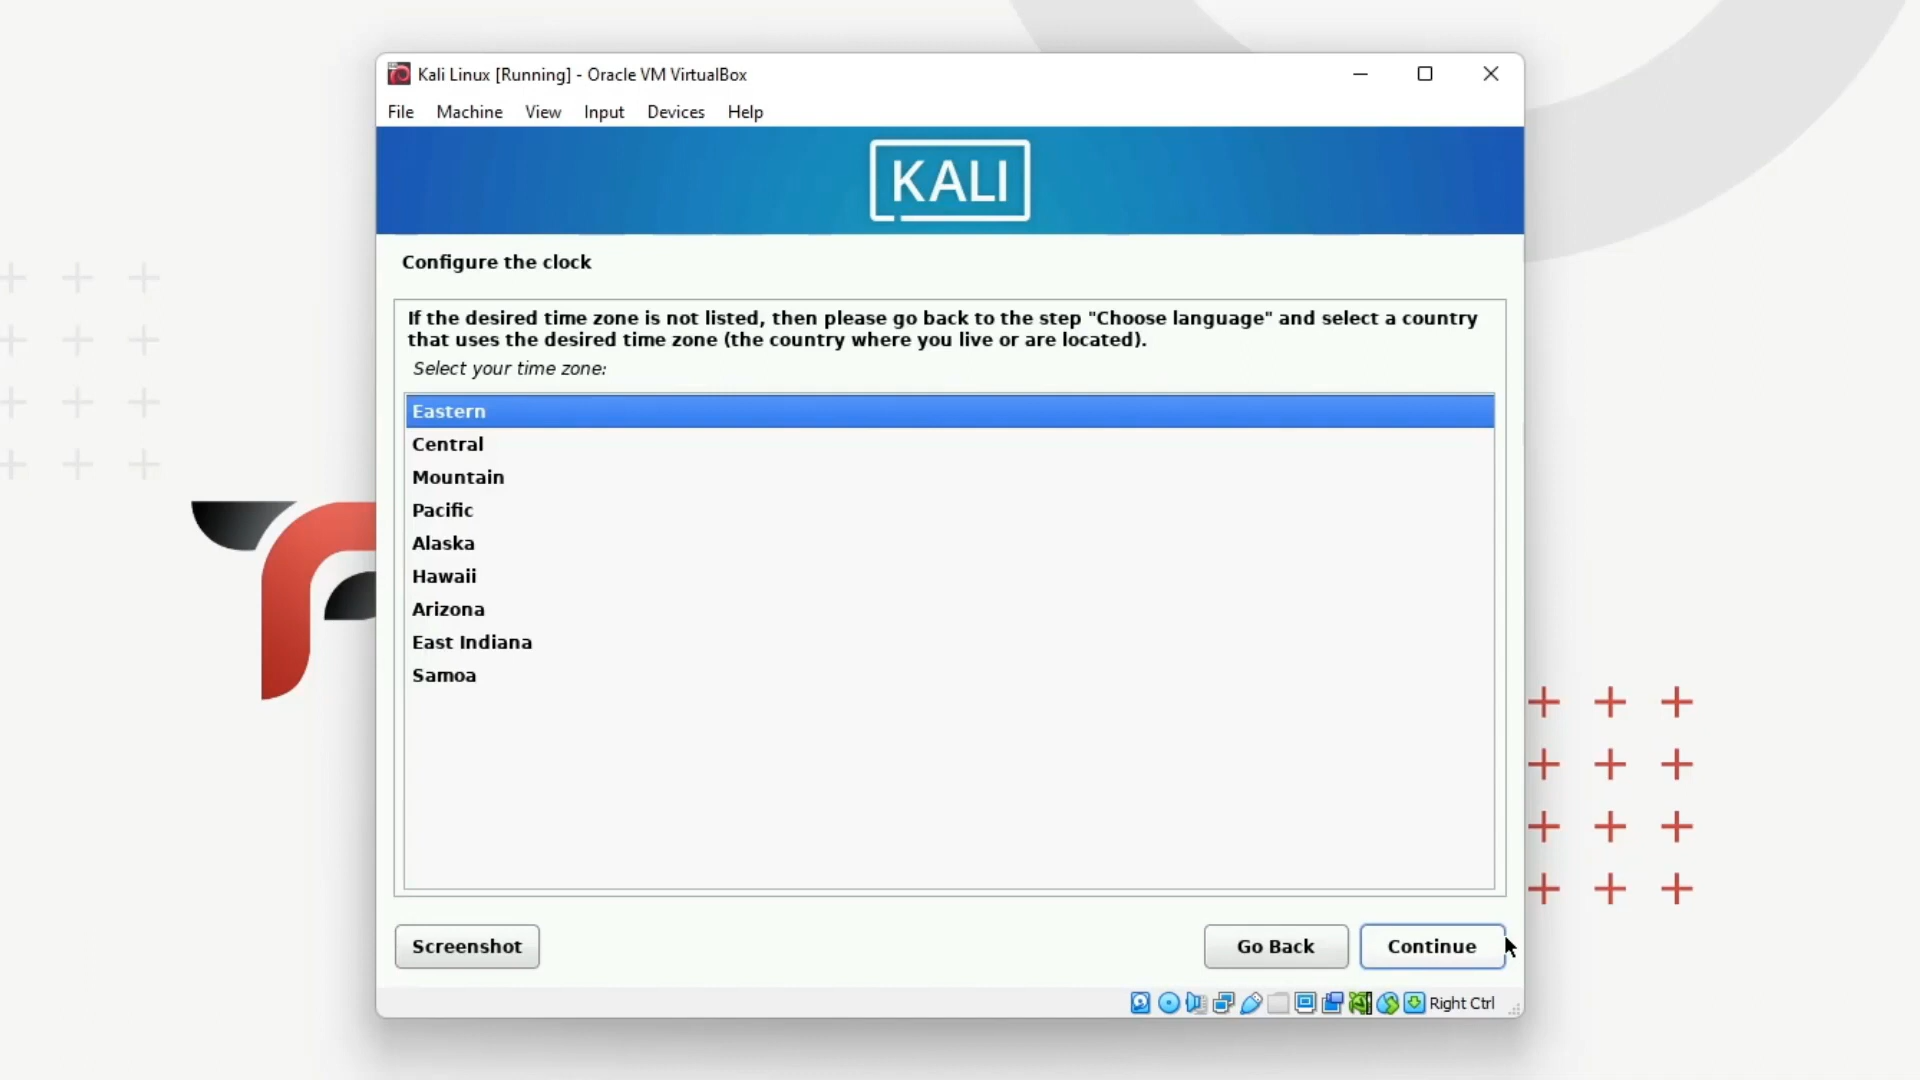 Kali Linux [Running] - Oracle VM VirtualBox
File Machine View Input Devices Help
KALI
Configure the clock
If the desired time zone is not listed, then please go back to the step "Choose language" and select a country
that uses the desired time zone (the country where you live or are located).
Select your time zone:
Eastern
Central
Mountain
Pacific
Alaska
Hawaii
Arizona
East Indiana
Samoa
Screenshot
Go Back
Continue
Right Ctrl